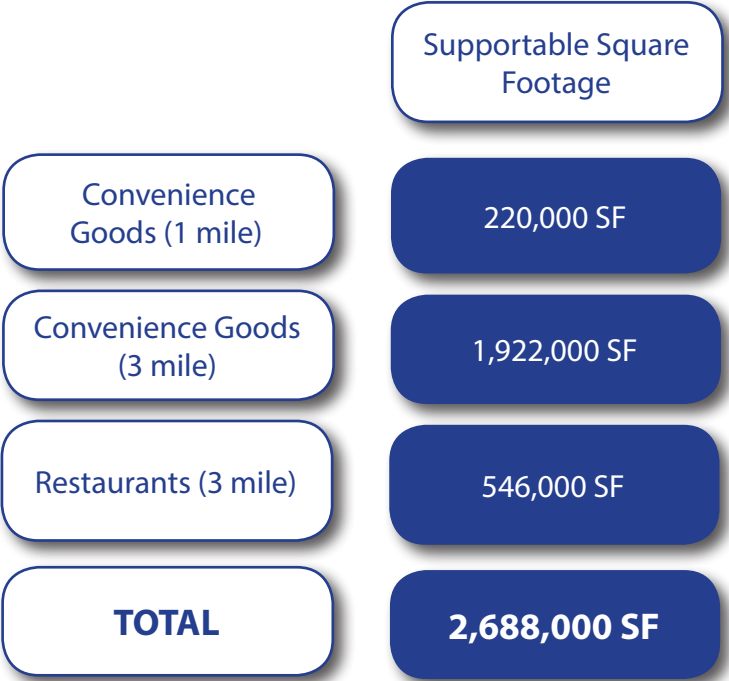 Supportable Square
Footage
Convenience
Goods (1 mile)
220,000 SF
Convenience Goods
(3 mile)
1,922,000 SF
Restaurants (3 mile)
546,000 SF
TOTAL
2,688,000 SF